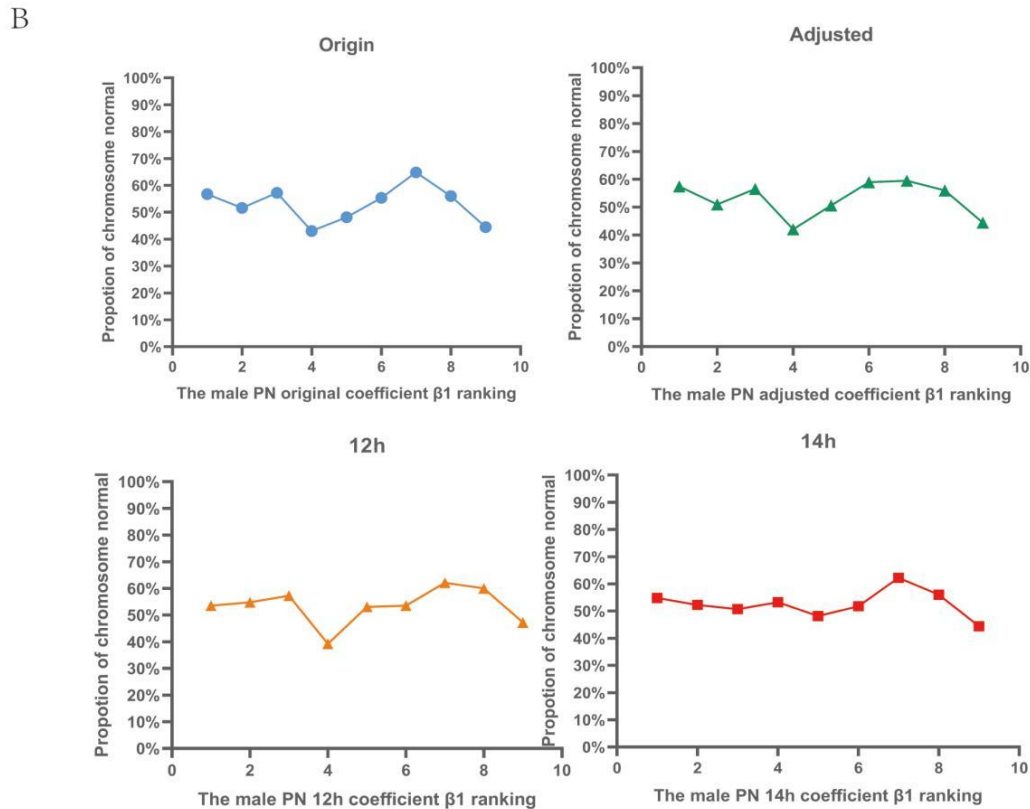 B
Origin
Propotion of chromosome normal
100%
90%
80%
70%
60%
50%
40%
30%
20%
10%
0%
0 2 4 6 8 10
The male PN original coefficient β1 ranking
Adjusted
Propotion of chromosome normal
100%
90%
80%
70%
60%
50%
40%
30%
20%
10%
0%
0 2 4 6 8 10
The male PN adjusted coefficient β1 ranking
12h
Propotion of chromosome normal
100%
90%
80%
70%
60%
50%
40%
30%
20%
10%
0%
0 2 4 6 8 10
The male PN 12h coefficient β1 ranking
14h
Propotion of chromosome normal
100%
90%
80%
70%
60%
50%
40%
30%
20%
10%
0%
0 2 4 6 8 10
The male PN 14h coefficient β1 ranking